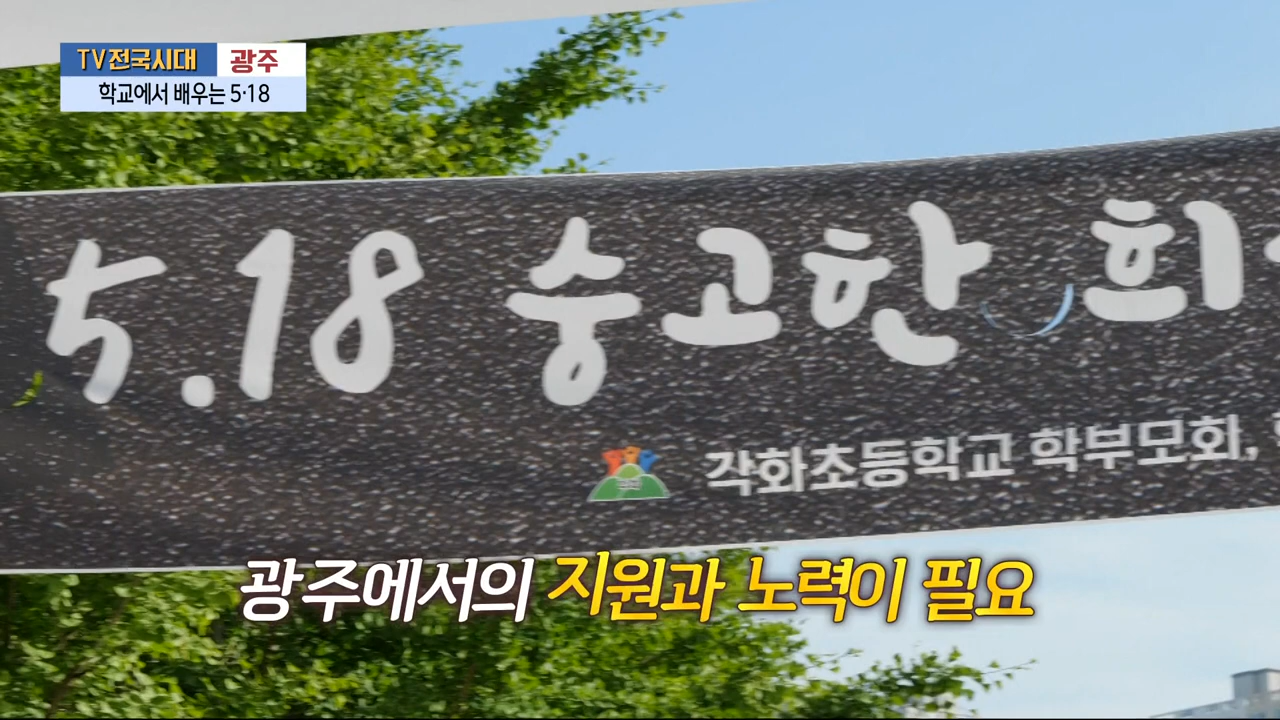 TV전국시대 광주
학교에서 배우는 5·18
5.18 숭고한 희
각화초등학교 학부모회,
광주에서의 지원과 노력이 필요